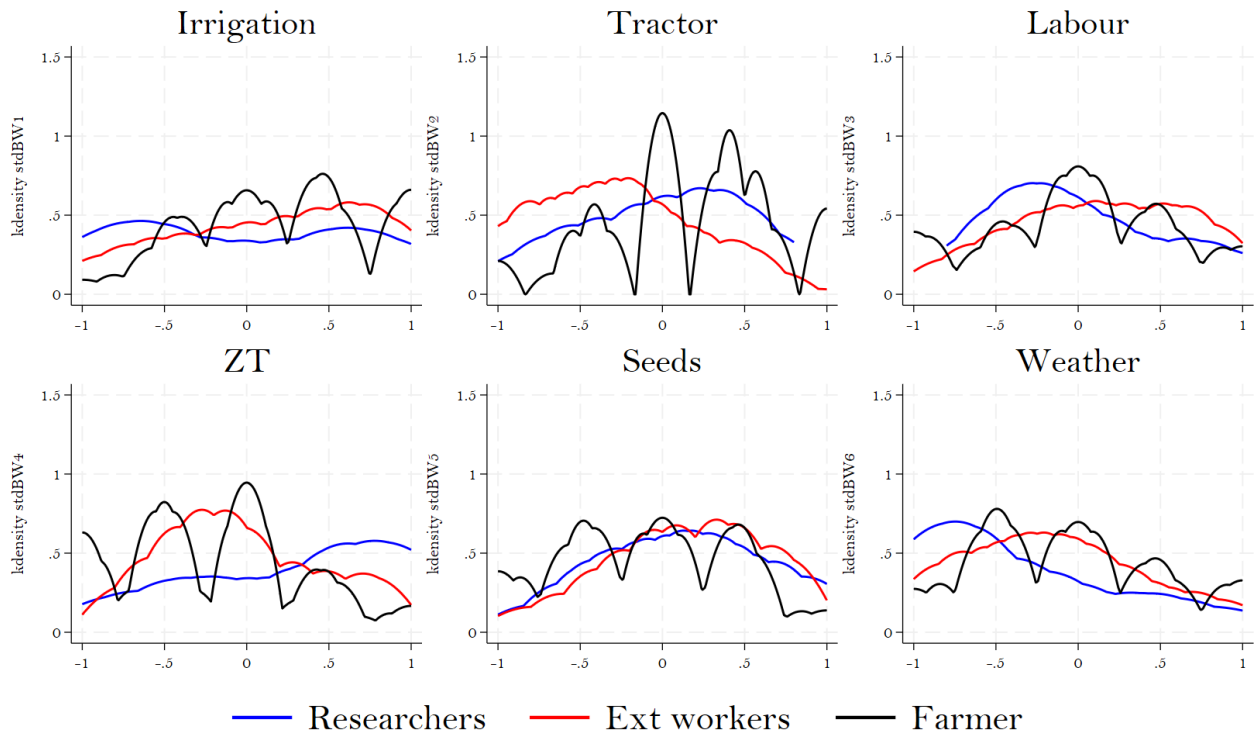 Irrigation
kdensity stdBW1
1.5
1
.5
0
-1 -.5 0 .5 1
Tractor
kdensity stdBW2
1.5
1
.5
0
-1 -.5 0 .5 1
Labour
kdensity stdBW3
1.5
1
.5
0
-1 -.5 0 .5 1
ZT
kdensity stdBW4
1.5
1
.5
0
-1 -.5 0 .5 1
Seeds
kdensity stdBW5
1.5
1
.5
0
-1 -.5 0 .5 1
Weather
kdensity stdBW6
1.5
1
.5
0
-1 -.5 0 .5 1
Researchers Ext workers Farmer